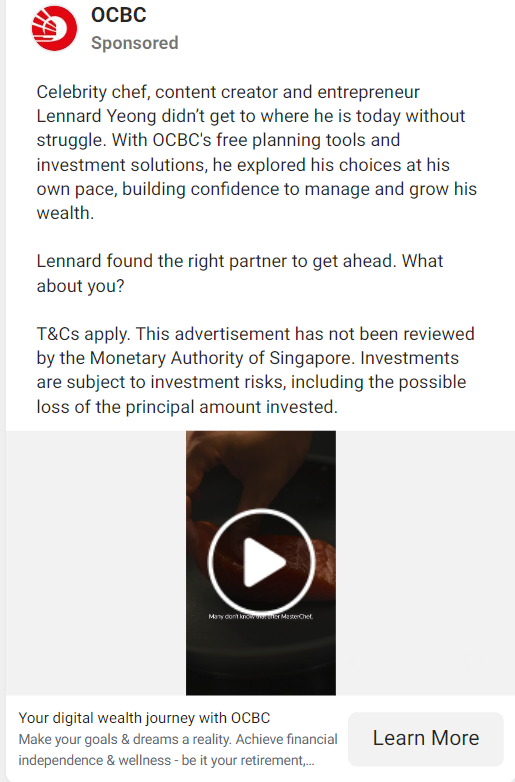 OCBC
Sponsored
Celebrity chef, content creator and entrepreneur
Lennard Yeong didn’t get to where he is today without
struggle. With OCBC's free planning tools and
investment solutions, he explored his choices at his
own pace, building confidence to manage and grow his
wealth.
Lennard found the right partner to get ahead. What
about you?
T&Cs apply. This advertisement has not been reviewed
by the Monetary Authority of Singapore. Investments
are subject to investment risks, including the possible
loss of the principal amount invested.
Many don't know that after MasterChef,
Your digital wealth journey with OCBC
Make your goals & dreams a reality. Achieve financial
independence & wellness - be it your retirement,...
Learn More